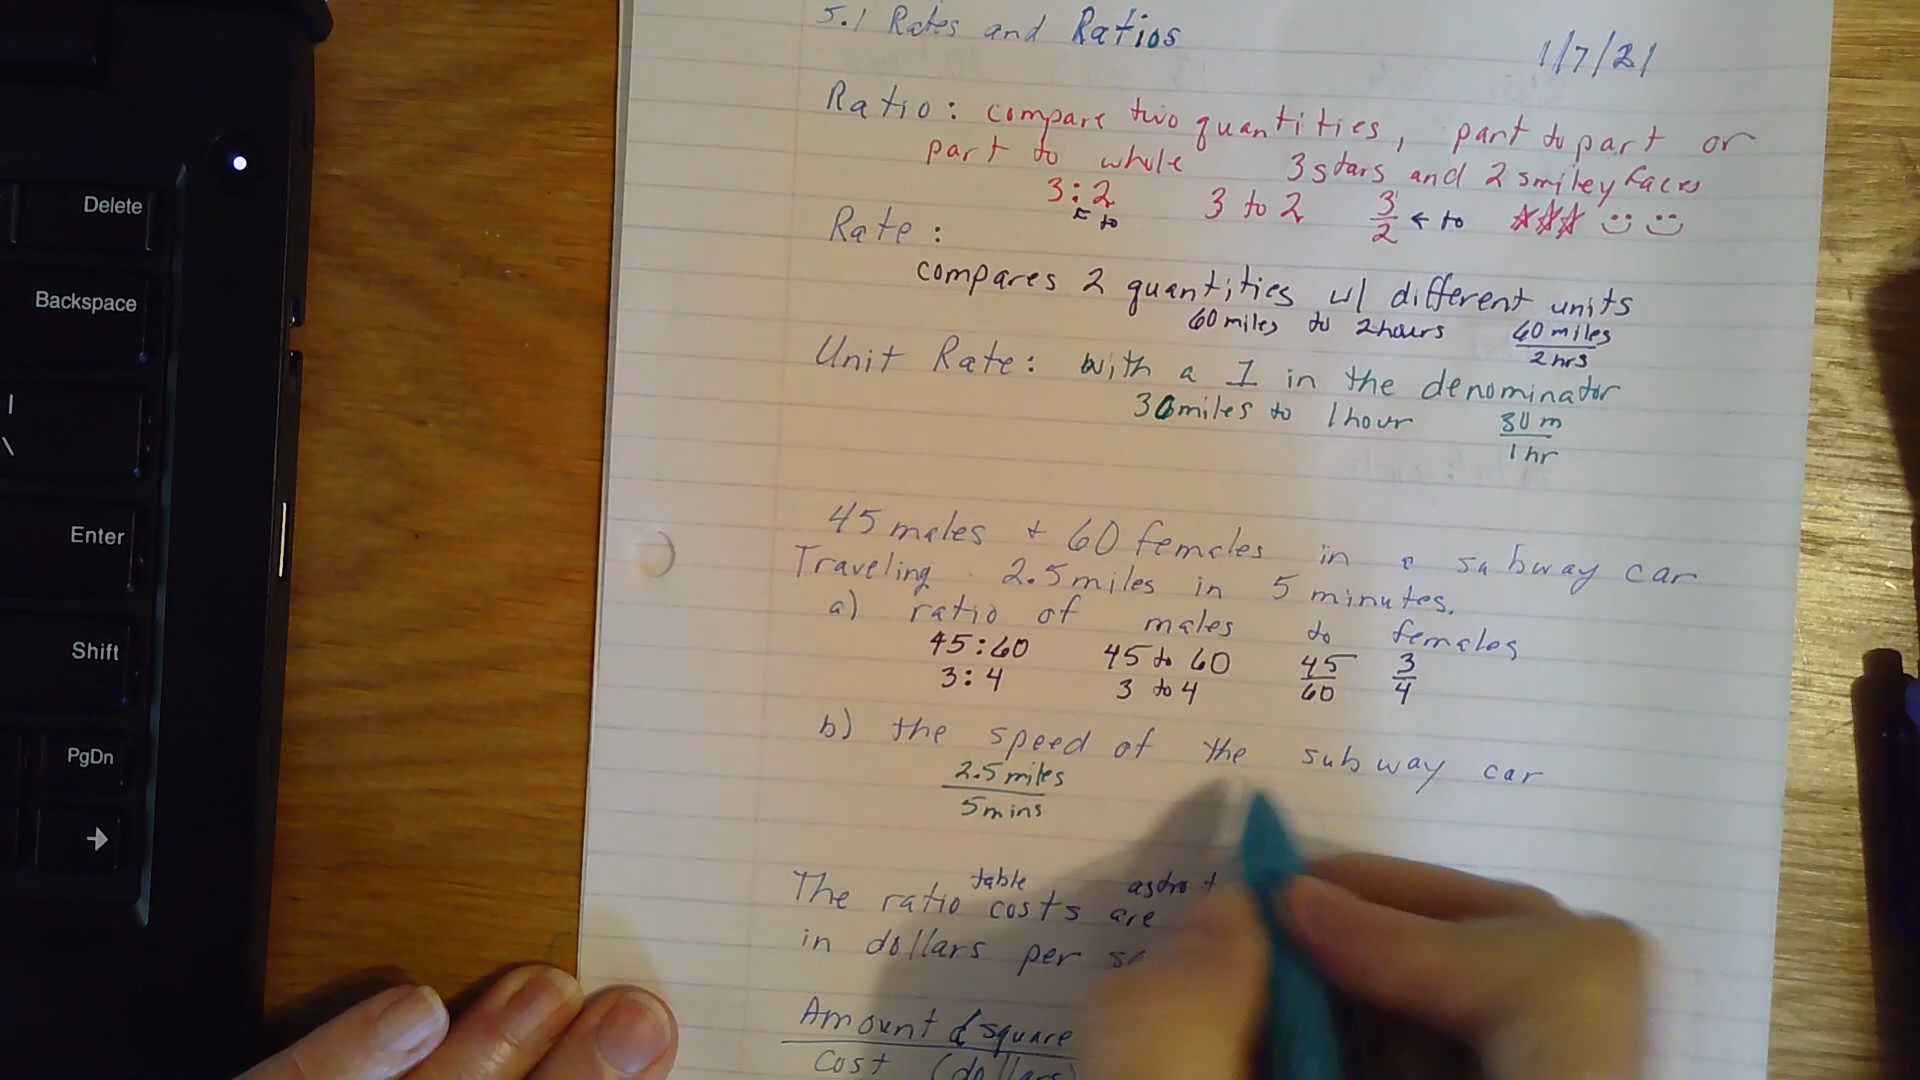 Delete
Backspace
|
\
Enter
Shift
PgDn
5.1 Rates and Ratios
1/7/21
Ratio: compare two quantities, part to part or
part to whole 3 stars and 2 smiley faces
3:2 3 to 2 3/2 ← to
to
Rate:
compares 2 quantities w/ different units
60 miles to 2 hours 60 miles / 2 hrs
Unit Rate: with a 1 in the denominator
30 miles to 1 hour 30 m / 1 hr
45 males + 60 females in a subway car
Traveling 2.5 miles in 5 minutes.
a) ratio of males to females
45:60 45 to 60 45/60 3/4
3:4 3 to 4
b) the speed of the subway car
2.5 miles / 5 mins
table
The ratio costs are
in dollars per
Amount square
Cost (dollars)